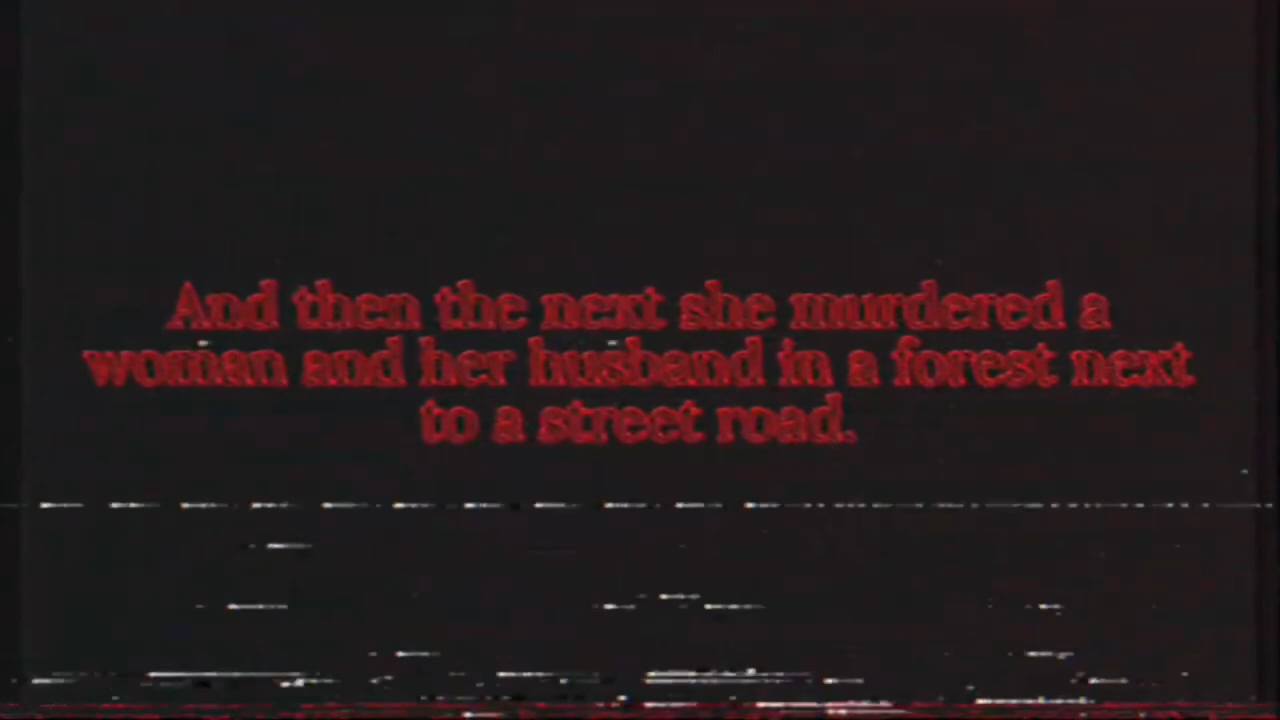 And then the next she murdered a
woman and her husband in a forest next
to a street road.